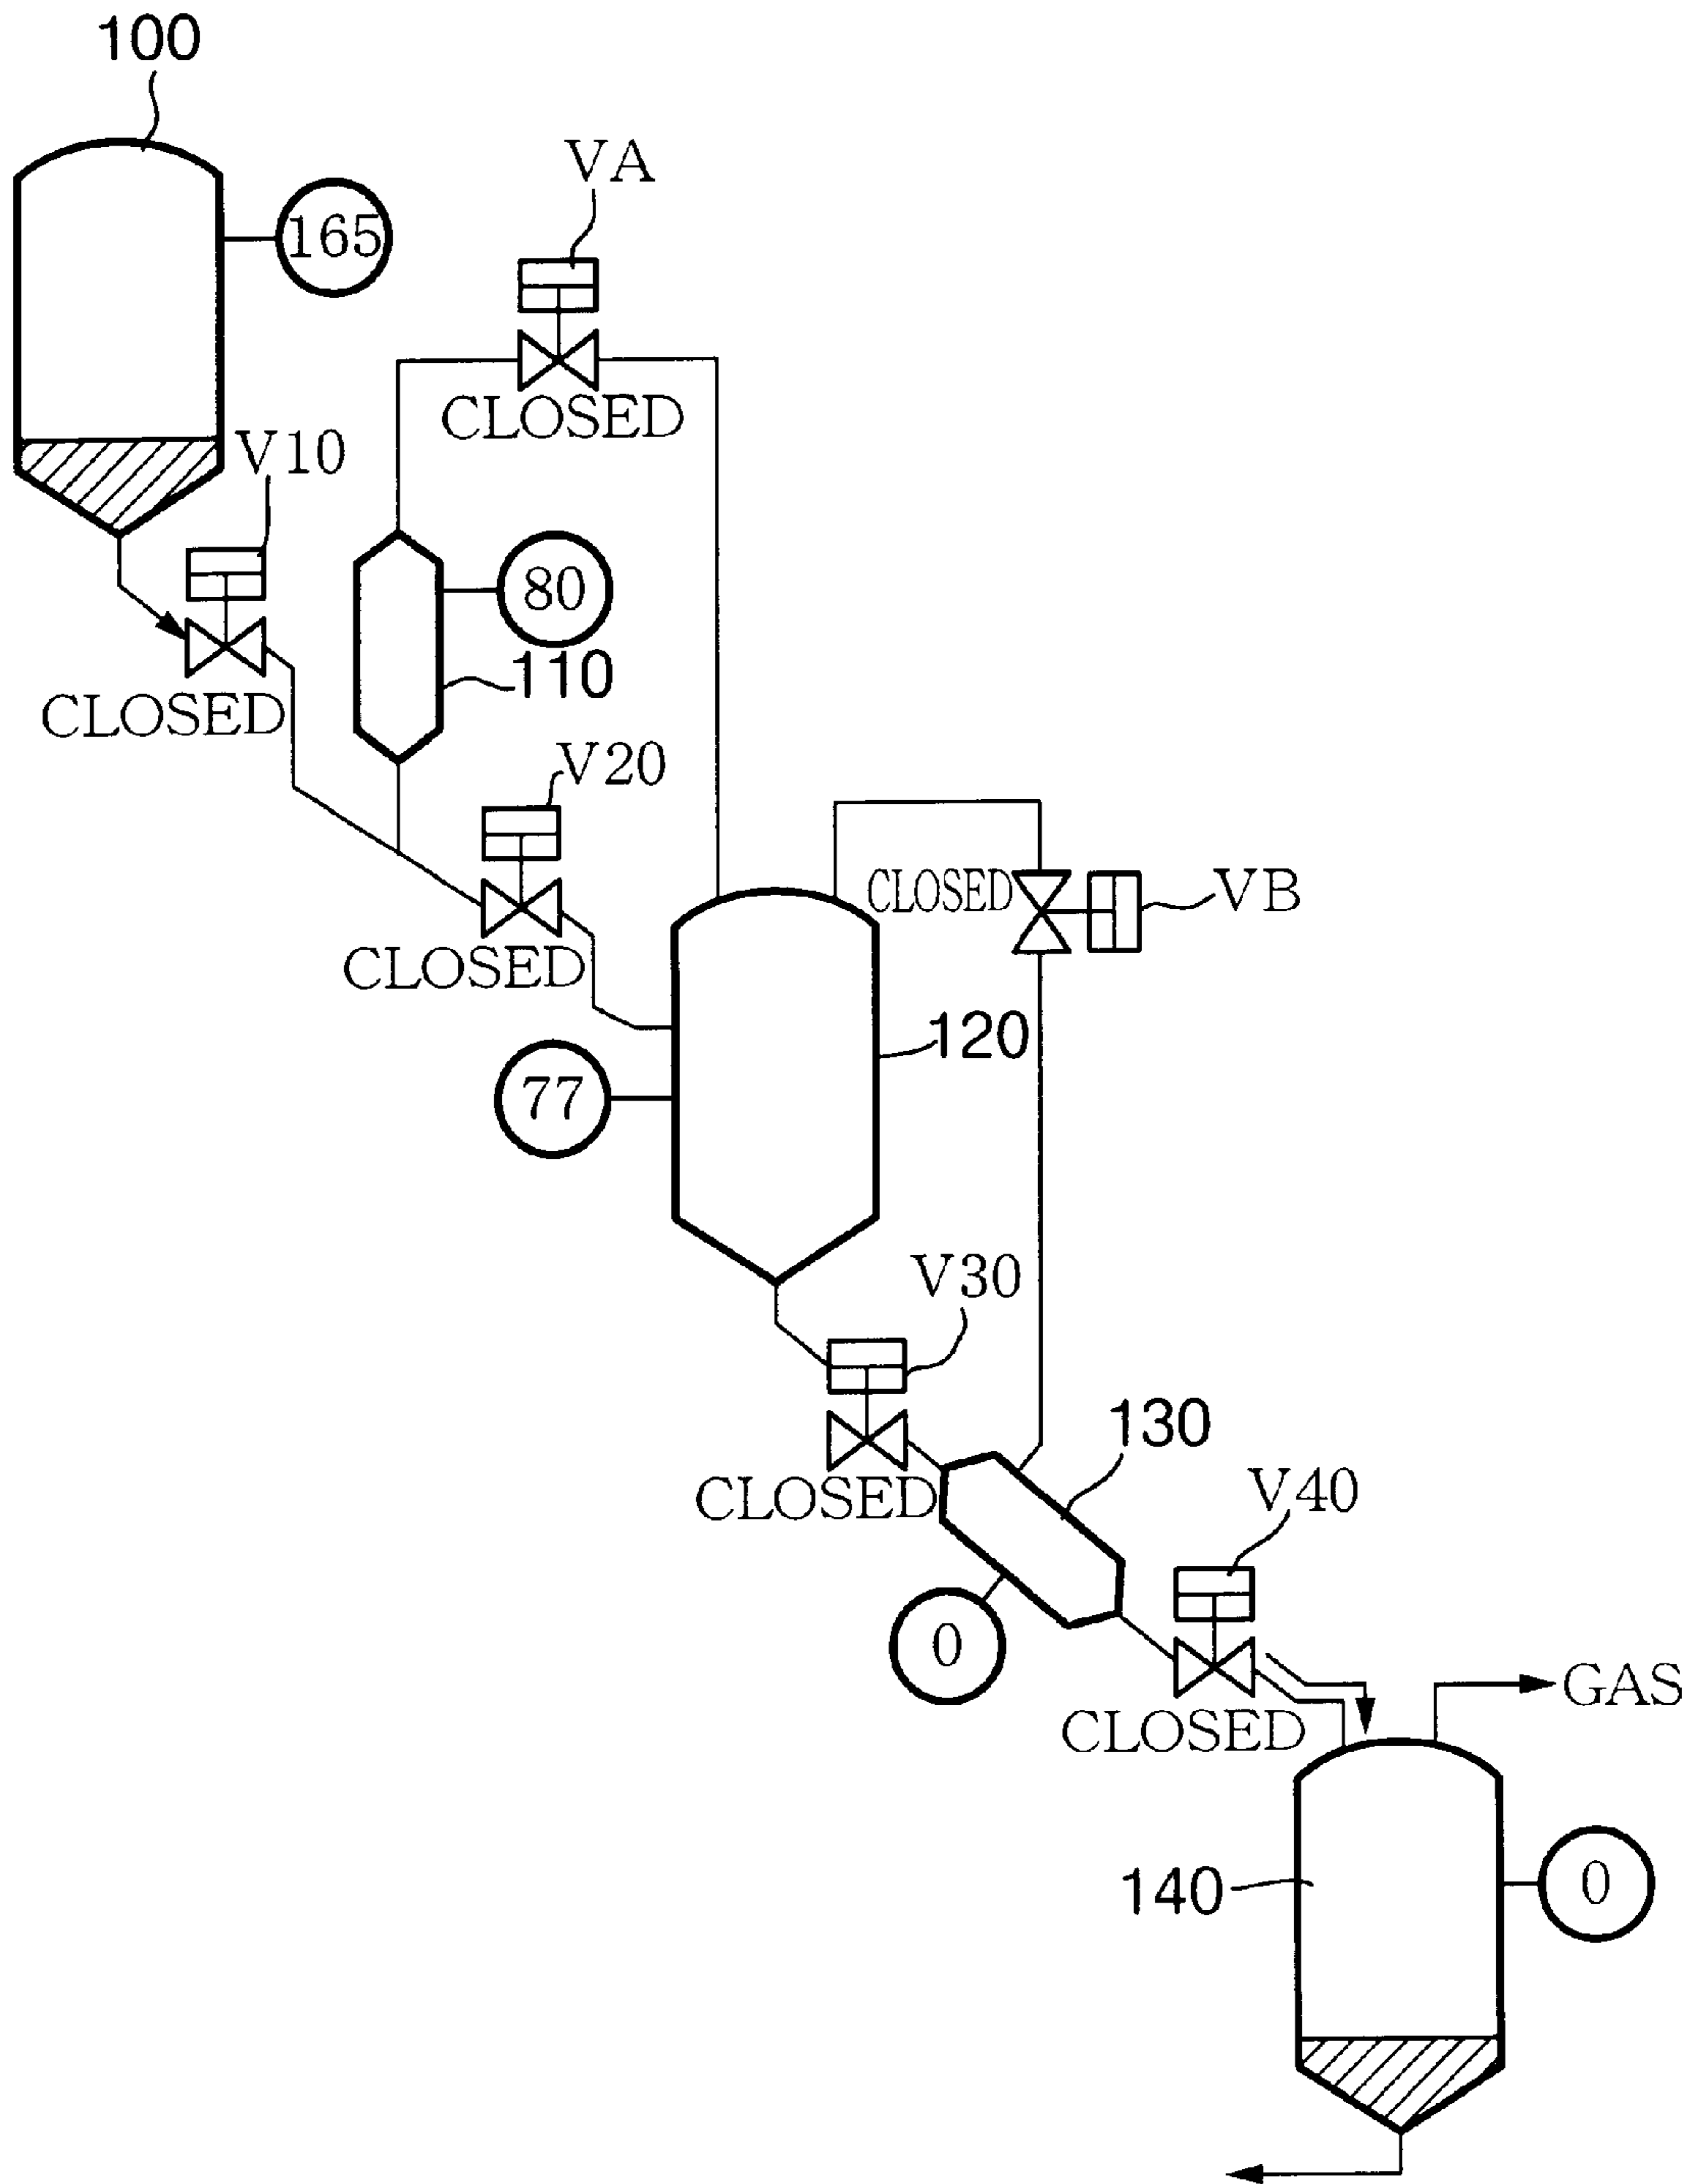 100
VA
165
CLOSED
V10
80
110
CLOSED
V20
CLOSED
VB
CLOSED
120
77
V30
130
CLOSED
V40
0
GAS
CLOSED
140
0